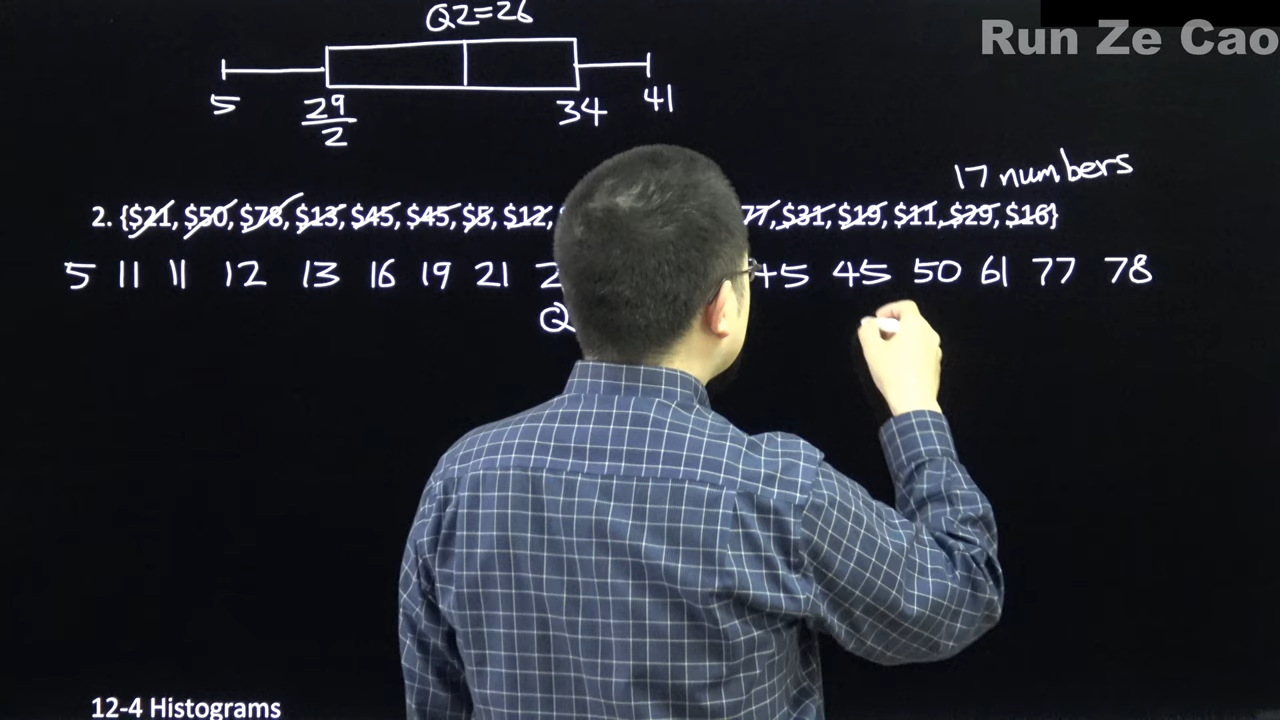 Run Ze Cao
Q2=26
5 29/2 34 41
17 numbers
2. {$21, $50, $78, $13, $45, $45, $5, $12, 77, $31, $19, $11, $29, $16}
5 11 11 12 13 16 19 21 2 45 45 50 61 77 78
Q
12-4 Histograms